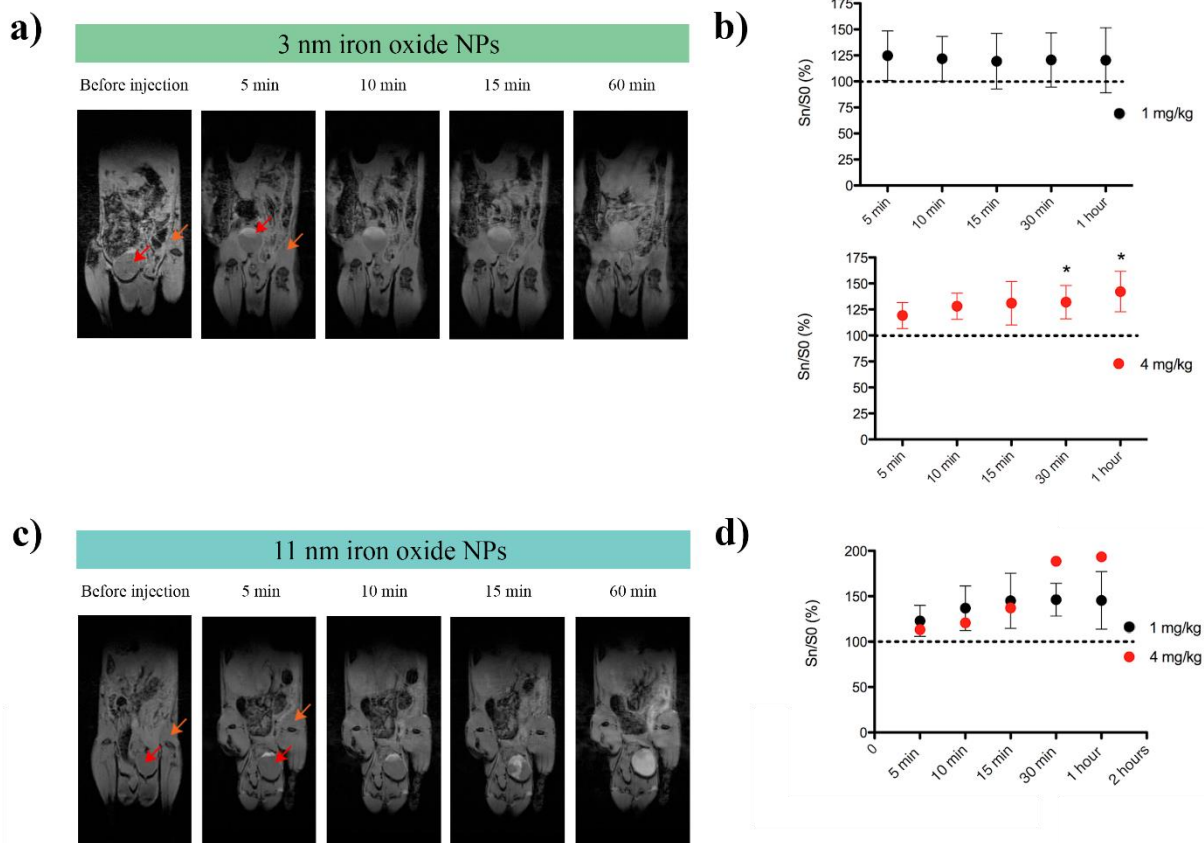 a)
3 nm iron oxide NPs
Before injection 5 min 10 min 15 min 60 min
b)
Sn/S0 (%)
175
150
125
100
75
50
25
0
1 mg/kg
5 min 10 min 15 min 30 min 1 hour
Sn/S0 (%)
175
150
125
100
75
50
25
0
* *
4 mg/kg
5 min 10 min 15 min 30 min 1 hour
c)
11 nm iron oxide NPs
Before injection 5 min 10 min 15 min 60 min
d)
Sn/S0 (%)
200
150
100
50
0
1 mg/kg
4 mg/kg
0 5 min 10 min 15 min 30 min 1 hour 2 hours